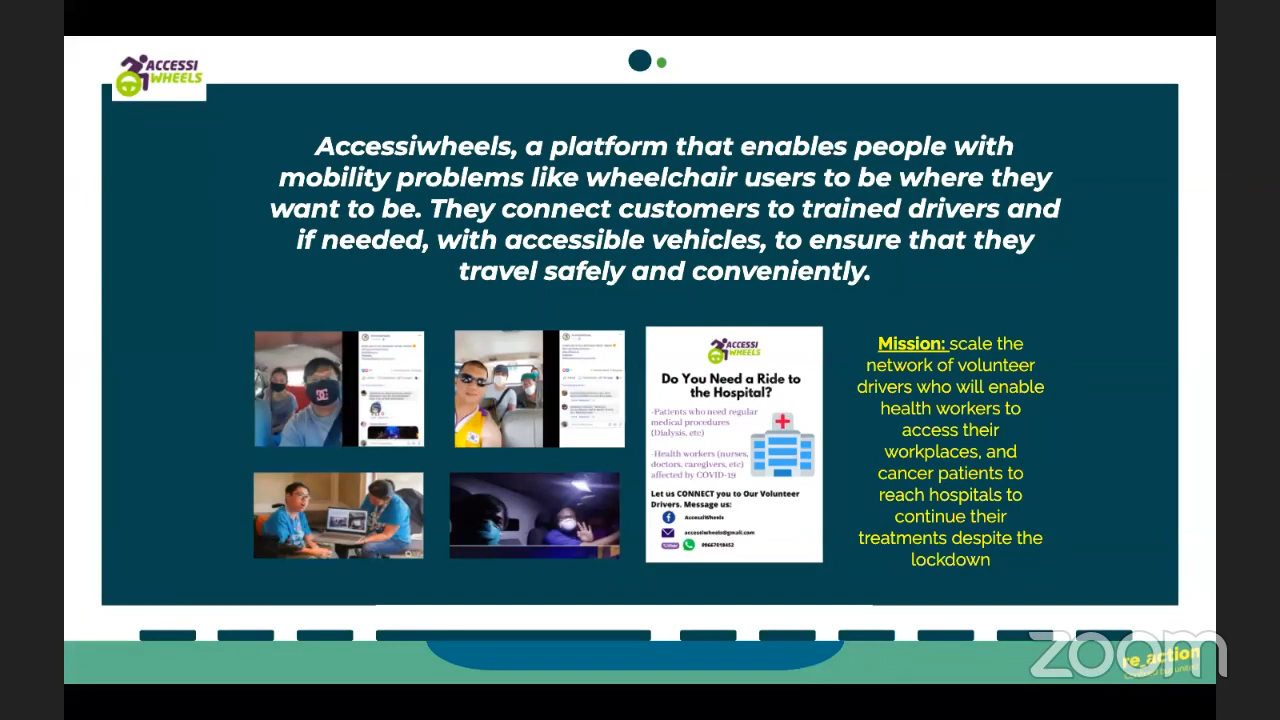 ACCESSI
WHEELS
Accessiwheels, a platform that enables people with
mobility problems like wheelchair users to be where they
want to be. They connect customers to trained drivers and
if needed, with accessible vehicles, to ensure that they
travel safely and conveniently.
ACCESSI
WHEELS
Do You Need a Ride to
the Hospital?
-Patients who need regular
medical procedures
(Dialysis, etc)
-Health workers (nurses,
doctors, caregivers, etc)
affected by COVID-19
Let us CONNECT you to Our Volunteer
Drivers. Message us:
AccessiWheels
accessiwheels@gmail.com
Mission: scale the
network of volunteer
drivers who will enable
health workers to
access their
workplaces, and
cancer patients to
reach hospitals to
continue their
treatments despite the
lockdown
zoom
re_action